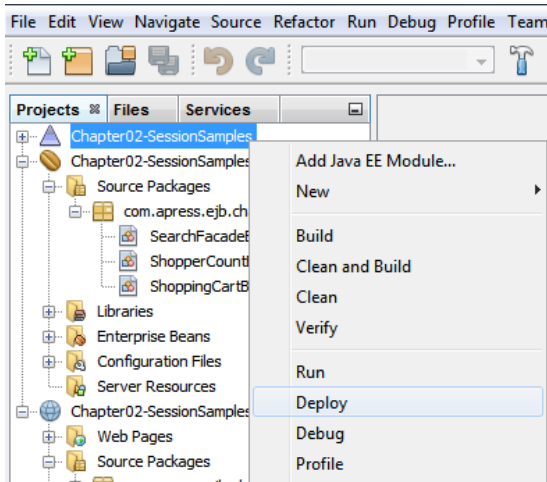 File Edit View Navigate Source Refactor Run Debug Profile Team
Projects Files Services
Chapter02-SessionSamples
Chapter02-SessionSamples
Source Packages
com.apress.ejb.ch
SearchFacade
ShopperCount
ShoppingCartB
Libraries
Enterprise Beans
Configuration Files
Server Resources
Chapter02-SessionSamples
Web Pages
Source Packages
Add Java EE Module...
New
Build
Clean and Build
Clean
Verify
Run
Deploy
Debug
Profile